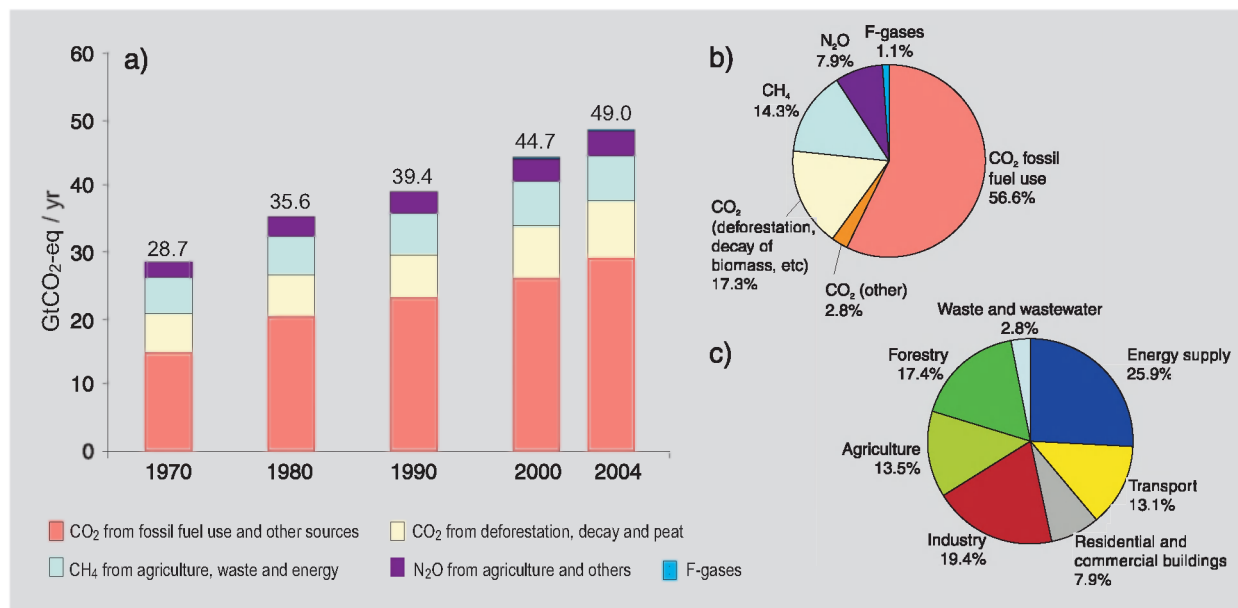 a)
60
50
40
30
20
10
0
GtCO₂-eq / yr
28.7
35.6
39.4
44.7
49.0
1970
1980
1990
2000
2004
CO₂ from fossil fuel use and other sources
CO₂ from deforestation, decay and peat
CH₄ from agriculture, waste and energy
N₂O from agriculture and others
F-gases
b)
F-gases
1.1%
N₂O
7.9%
CH₄
14.3%
CO₂ fossil
fuel use
56.6%
CO₂
(deforestation,
decay of
biomass, etc)
17.3%
CO₂ (other)
2.8%
c)
Waste and wastewater
2.8%
Forestry
17.4%
Energy supply
25.9%
Agriculture
13.5%
Transport
13.1%
Industry
19.4%
Residential and
commercial buildings
7.9%